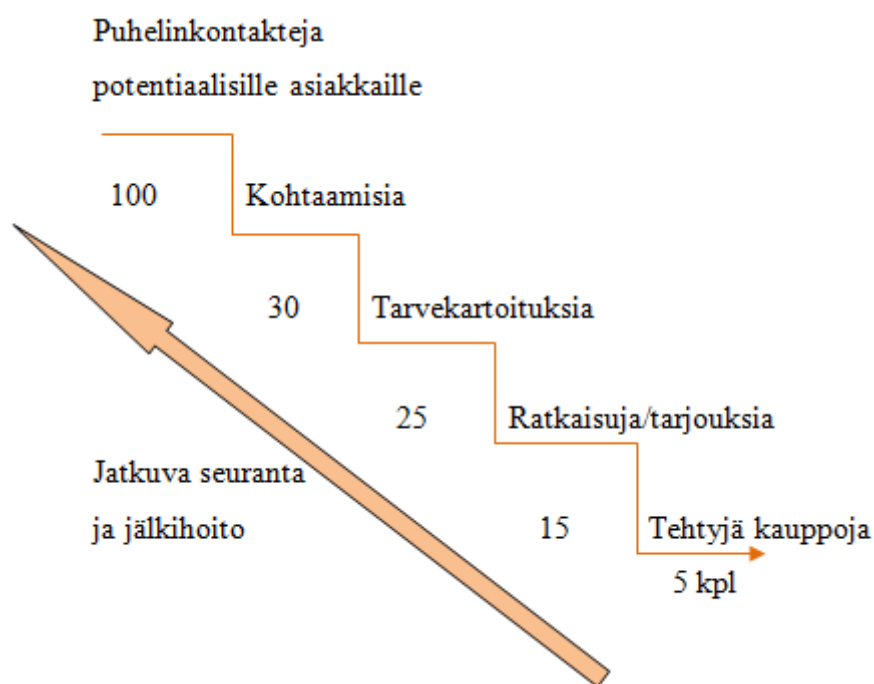 Puhelinkontakteja
potentiaalisille asiakkaille
100
Kohtaamisia
30
Tarvekartoituksia
25
Ratkaisuja/tarjouksia
Jatkuva seuranta
ja jälkihoito
15
Tehtyjä kauppoja
5 kpl